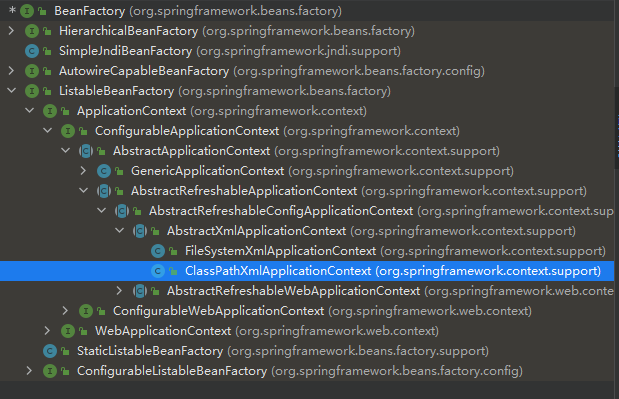 * BeanFactory (org.springframework.beans.factory)
HierarchicalBeanFactory (org.springframework.beans.factory)
SimpleJndiBeanFactory (org.springframework.jndi.support)
AutowireCapableBeanFactory (org.springframework.beans.factory.config)
ListableBeanFactory (org.springframework.beans.factory)
ApplicationContext (org.springframework.context)
ConfigurableApplicationContext (org.springframework.context)
AbstractApplicationContext (org.springframework.context.support)
GenericApplicationContext (org.springframework.context.support)
AbstractRefreshableApplicationContext (org.springframework.context.support)
AbstractRefreshableConfigApplicationContext (org.springframework.context.sup
AbstractXmlApplicationContext (org.springframework.context.support)
FileSystemXmlApplicationContext (org.springframework.context.support)
ClassPathXmlApplicationContext (org.springframework.context.support)
AbstractRefreshableWebApplicationContext (org.springframework.web.conte
ConfigurableWebApplicationContext (org.springframework.web.context)
WebApplicationContext (org.springframework.web.context)
StaticListableBeanFactory (org.springframework.beans.factory.support)
ConfigurableListableBeanFactory (org.springframework.beans.factory.config)